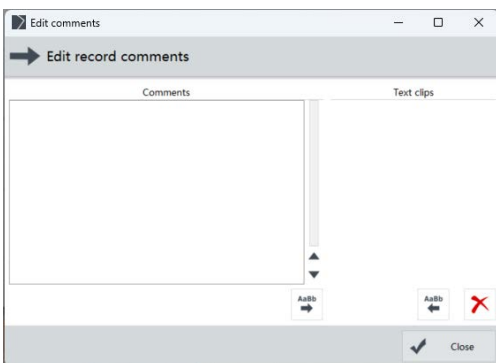 Edit comments
Edit record comments
Comments
Text clips
AaBb
AaBb
Close